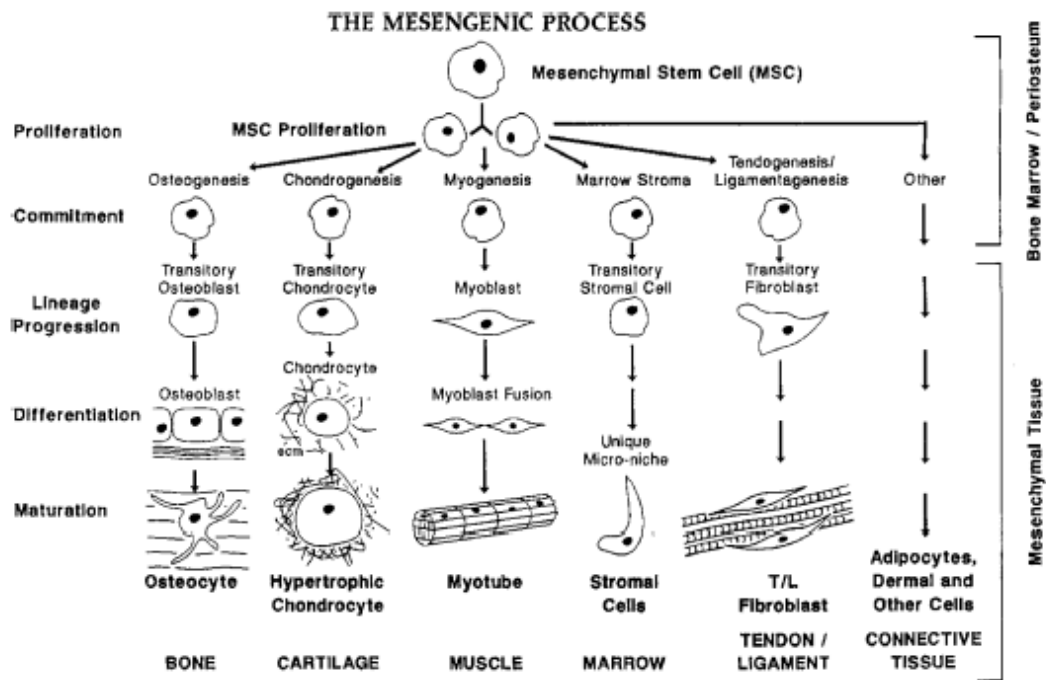 THE MESENGENIC PROCESS
Mesenchymal Stem Cell (MSC)
Proliferation
MSC Proliferation
Osteogenesis
Chondrogenesis
Myogenesis
Marrow Stroma
Tendogenesis/
Ligamentagenesis
Other
Commitment
Transitory
Osteoblast
Transitory
Chondrocyte
Myoblast
Transitory
Stromal Cell
Transitory
Fibroblast
Lineage
Progression
Chondrocyte
Osteoblast
Myoblast Fusion
Differentiation
ecm
Unique
Micro-niche
Maturation
Osteocyte
Hypertrophic
Chondrocyte
Myotube
Stromal
Cells
T/L
Fibroblast
Adipocytes,
Dermal and
Other Cells
BONE
CARTILAGE
MUSCLE
MARROW
TENDON /
LIGAMENT
CONNECTIVE
TISSUE
Bone Marrow / Periosteum
Mesenchymal Tissue